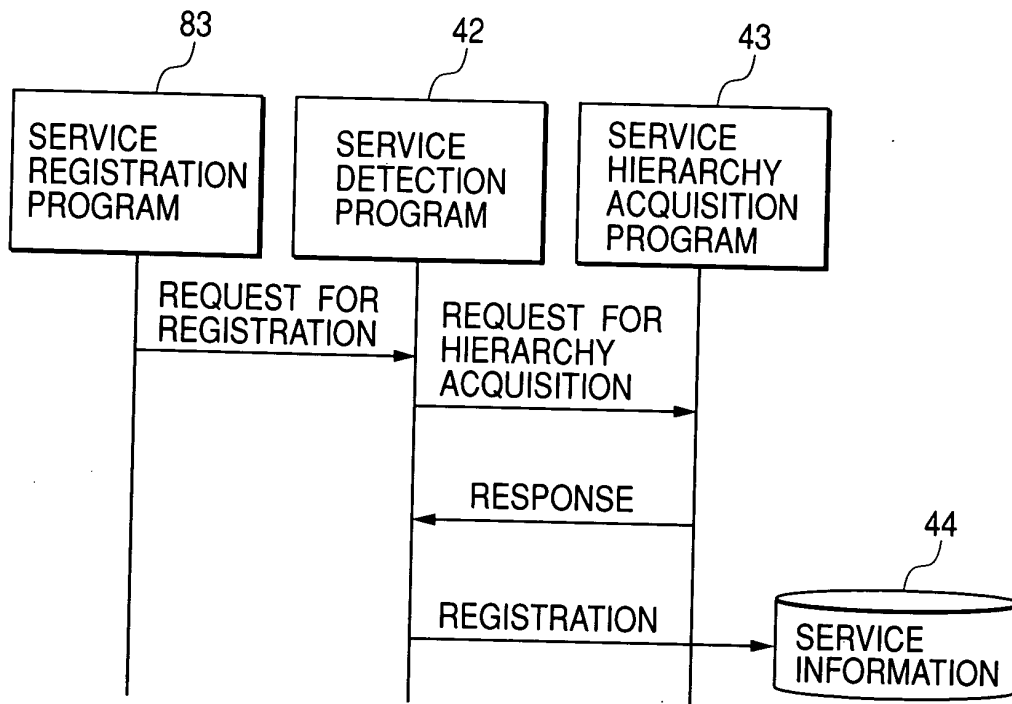 83
42
43
SERVICE
REGISTRATION
PROGRAM
SERVICE
DETECTION
PROGRAM
SERVICE
HIERARCHY
ACQUISITION
PROGRAM
REQUEST FOR
REGISTRATION
REQUEST FOR
HIERARCHY
ACQUISITION
RESPONSE
44
REGISTRATION
SERVICE
INFORMATION